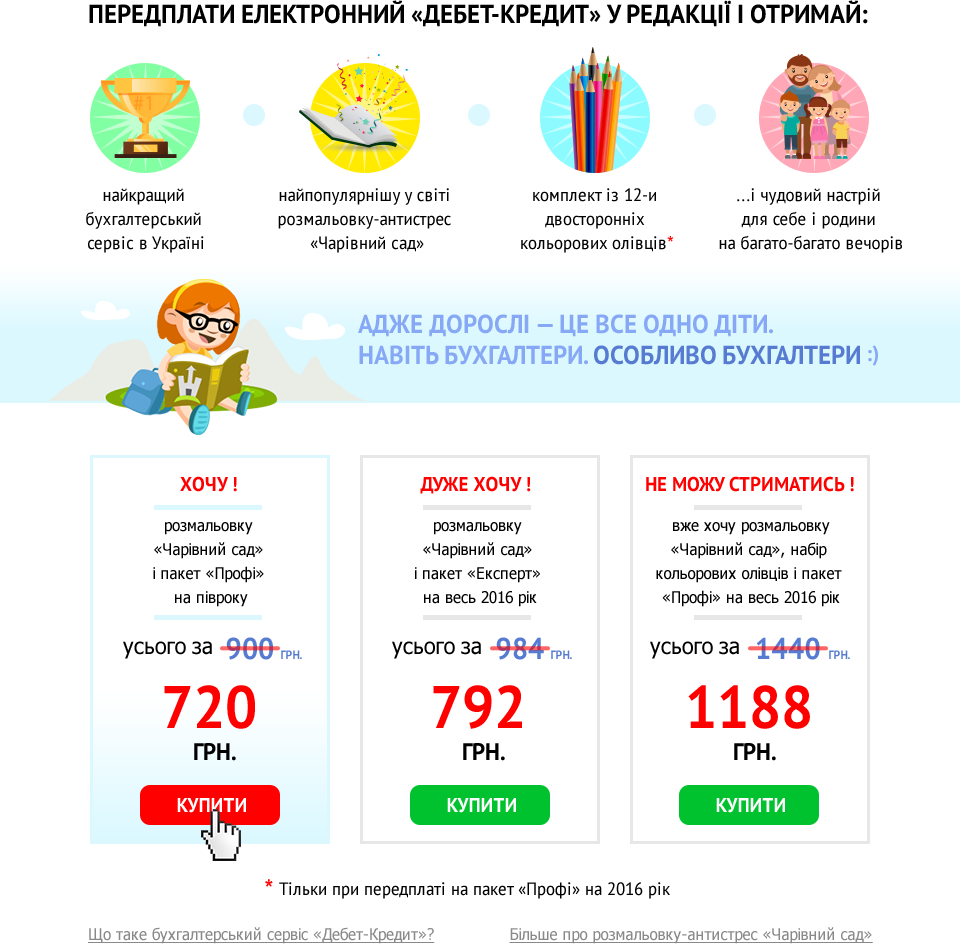 ПЕРЕДПЛАТИ ЕЛЕКТРОННИЙ «ДЕБЕТ-КРЕДИТ» У РЕДАКЦІЇ І ОТРИМАЙ:
#1
найкращий
бухгалтерський
сервіс в Україні
найпопулярнішу у світі
розмальовку-антистрес
«Чарівний сад»
комплект із 12-и
двосторонніх
кольорових олівців*
...і чудовий настрій
для себе і родини
на багато-багато вечорів
АДЖЕ ДОРОСЛІ — ЦЕ ВСЕ ОДНО ДІТИ.
НАВІТЬ БУХГАЛТЕРИ. ОСОБЛИВО БУХГАЛТЕРИ :)
ХОЧУ !
розмальовку
«Чарівний сад»
і пакет «Профі»
на півроку
усього за 900 ГРН.
720
ГРН.
КУПИТИ
ДУЖЕ ХОЧУ !
розмальовку
«Чарівний сад»
і пакет «Експерт»
на весь 2016 рік
усього за 984 ГРН.
792
ГРН.
КУПИТИ
НЕ МОЖУ СТРИМАТИСЬ !
вже хочу розмальовку
«Чарівний сад», набір
кольорових олівців і пакет
«Профі» на весь 2016 рік
усього за 1440 ГРН.
1188
ГРН.
КУПИТИ
* Тільки при передплаті на пакет «Профі» на 2016 рік
Що таке бухгалтерський сервіс «Дебет-Кредит»?
Більше про розмальовку-антистрес «Чарівний сад»